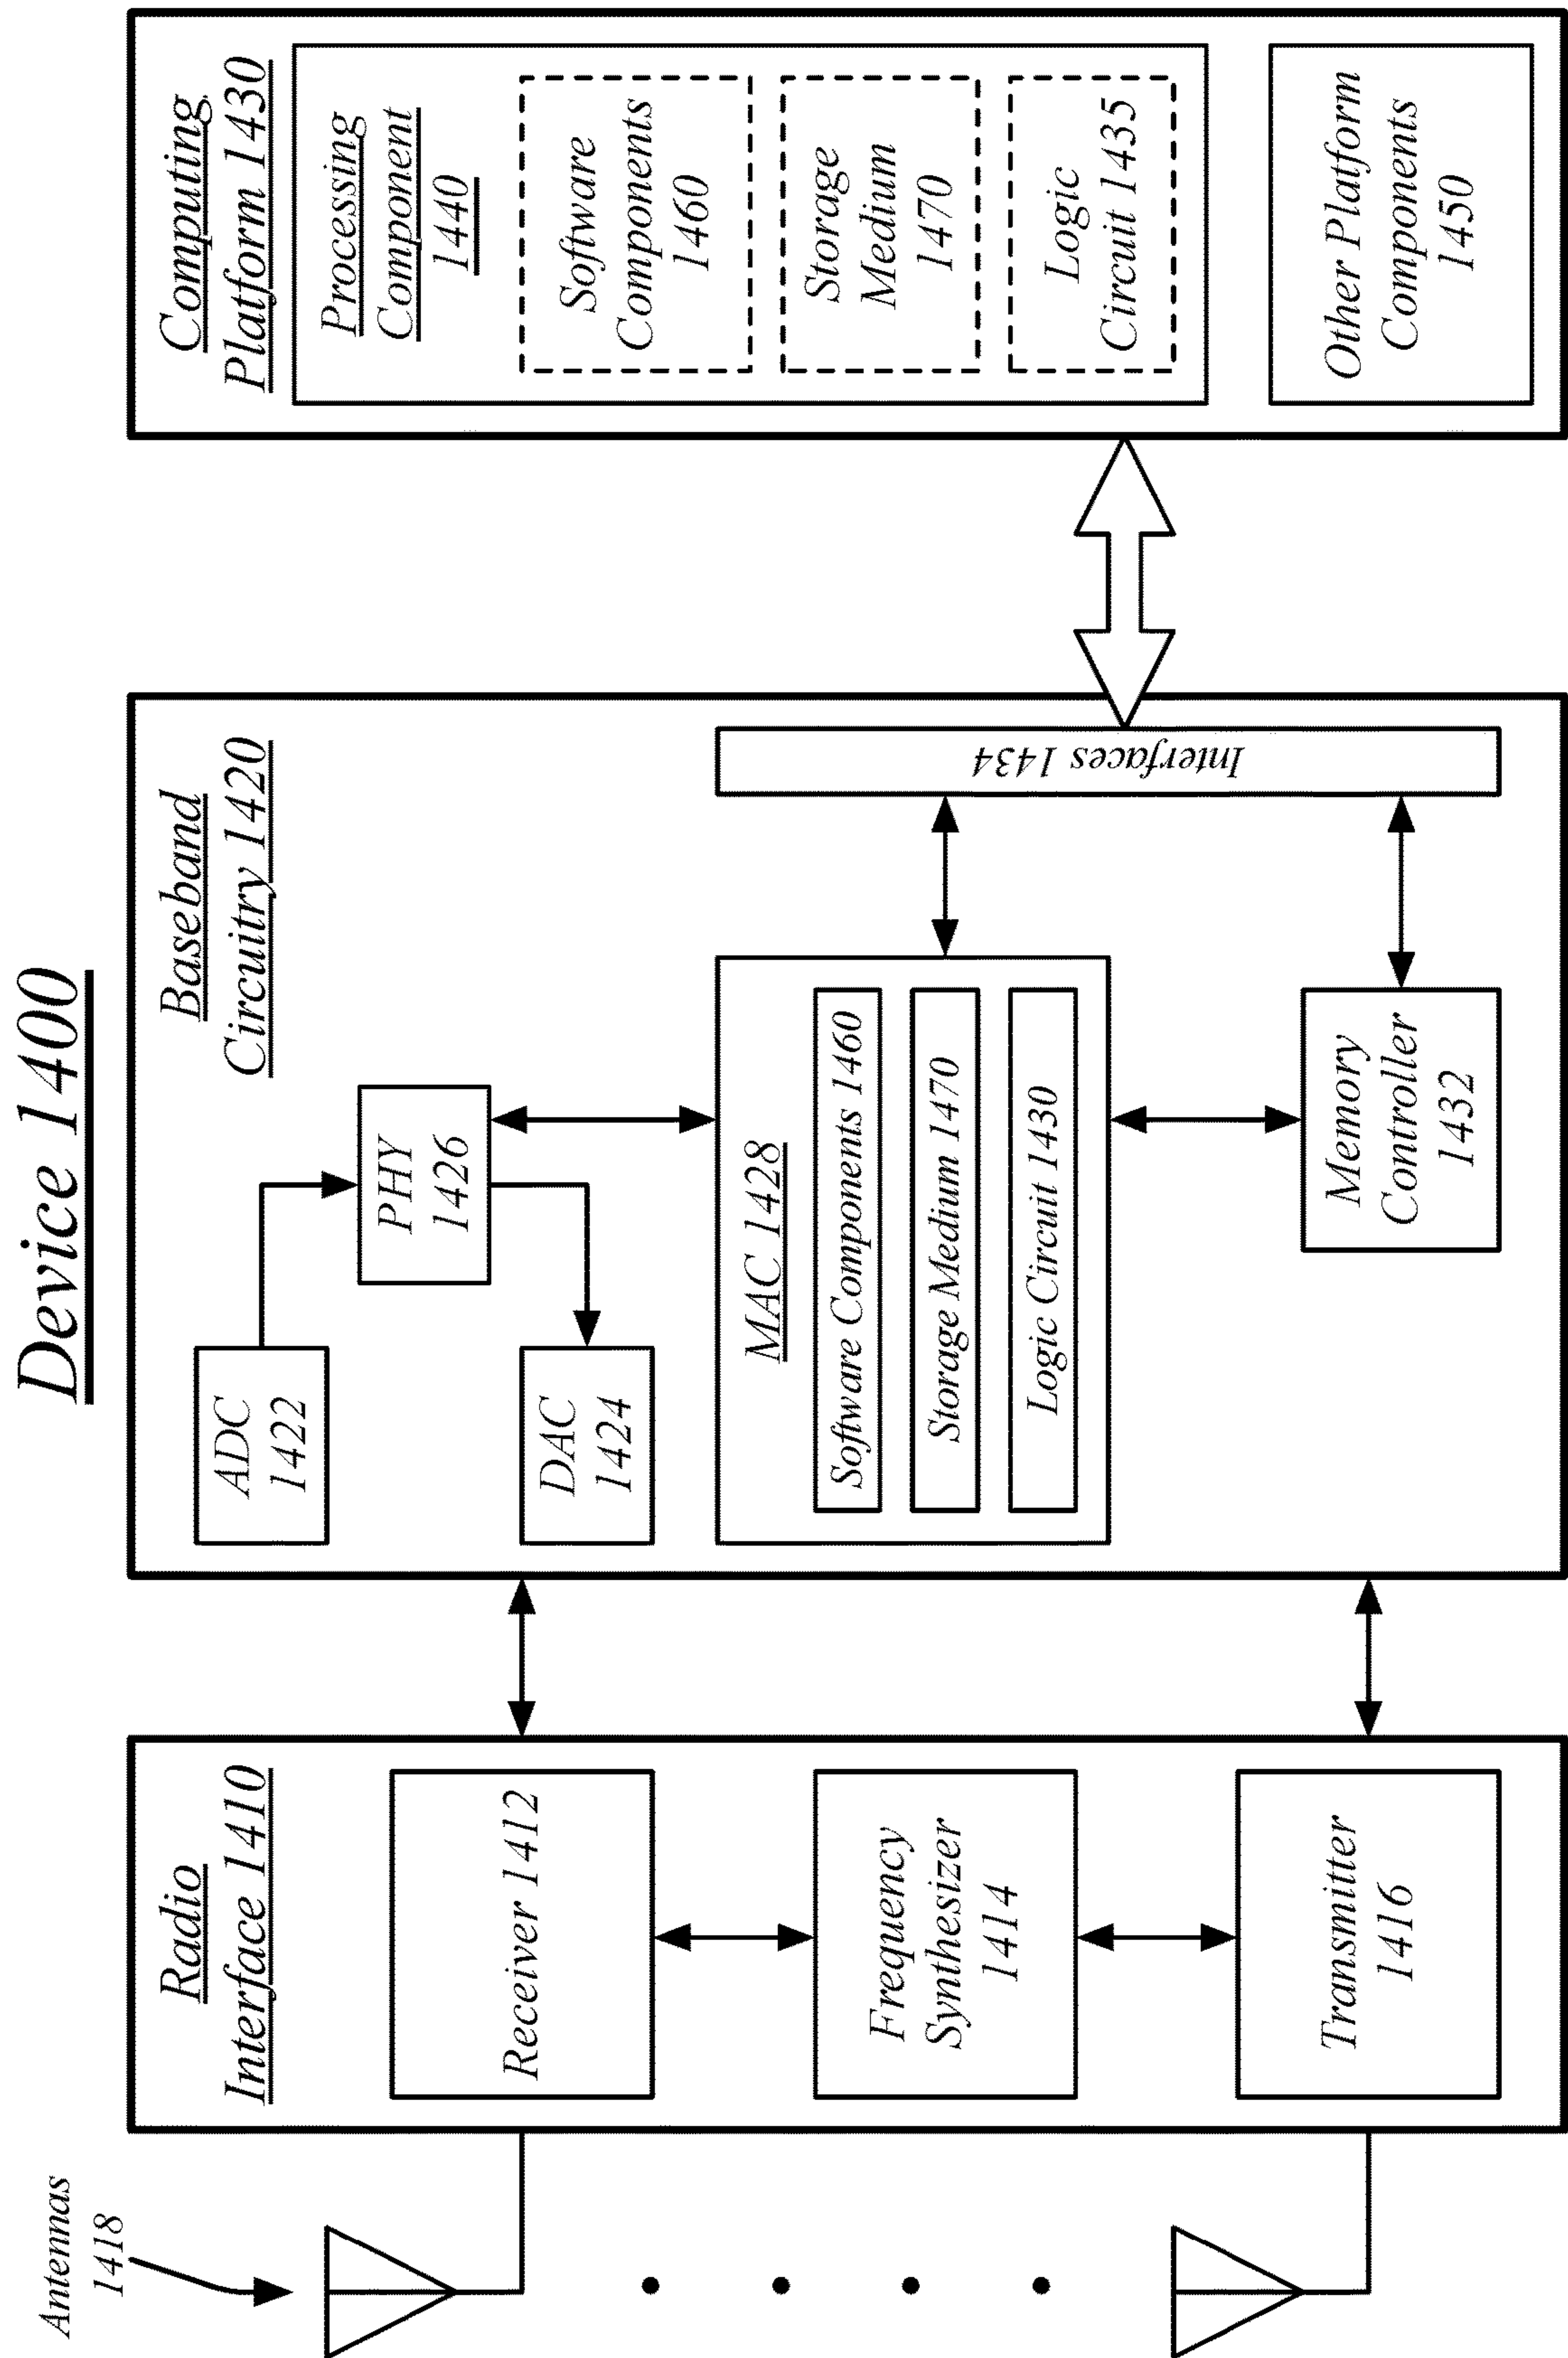 Device 1400
Antennas
1418
Radio
Interface 1410
Receiver 1412
Frequency
Synthesizer
1414
Transmitter
1416
Baseband
Circuitry 1420
ADC
1422
PHY
1426
DAC
1424
MAC 1428
Software Components 1460
Storage Medium 1470
Logic Circuit 1430
Memory
Controller
1432
Interfaces 1434
Computing
Platform 1430
Processing
Component
1440
Software
Components
1460
Storage
Medium
1470
Logic
Circuit 1435
Other Platform
Components
1450